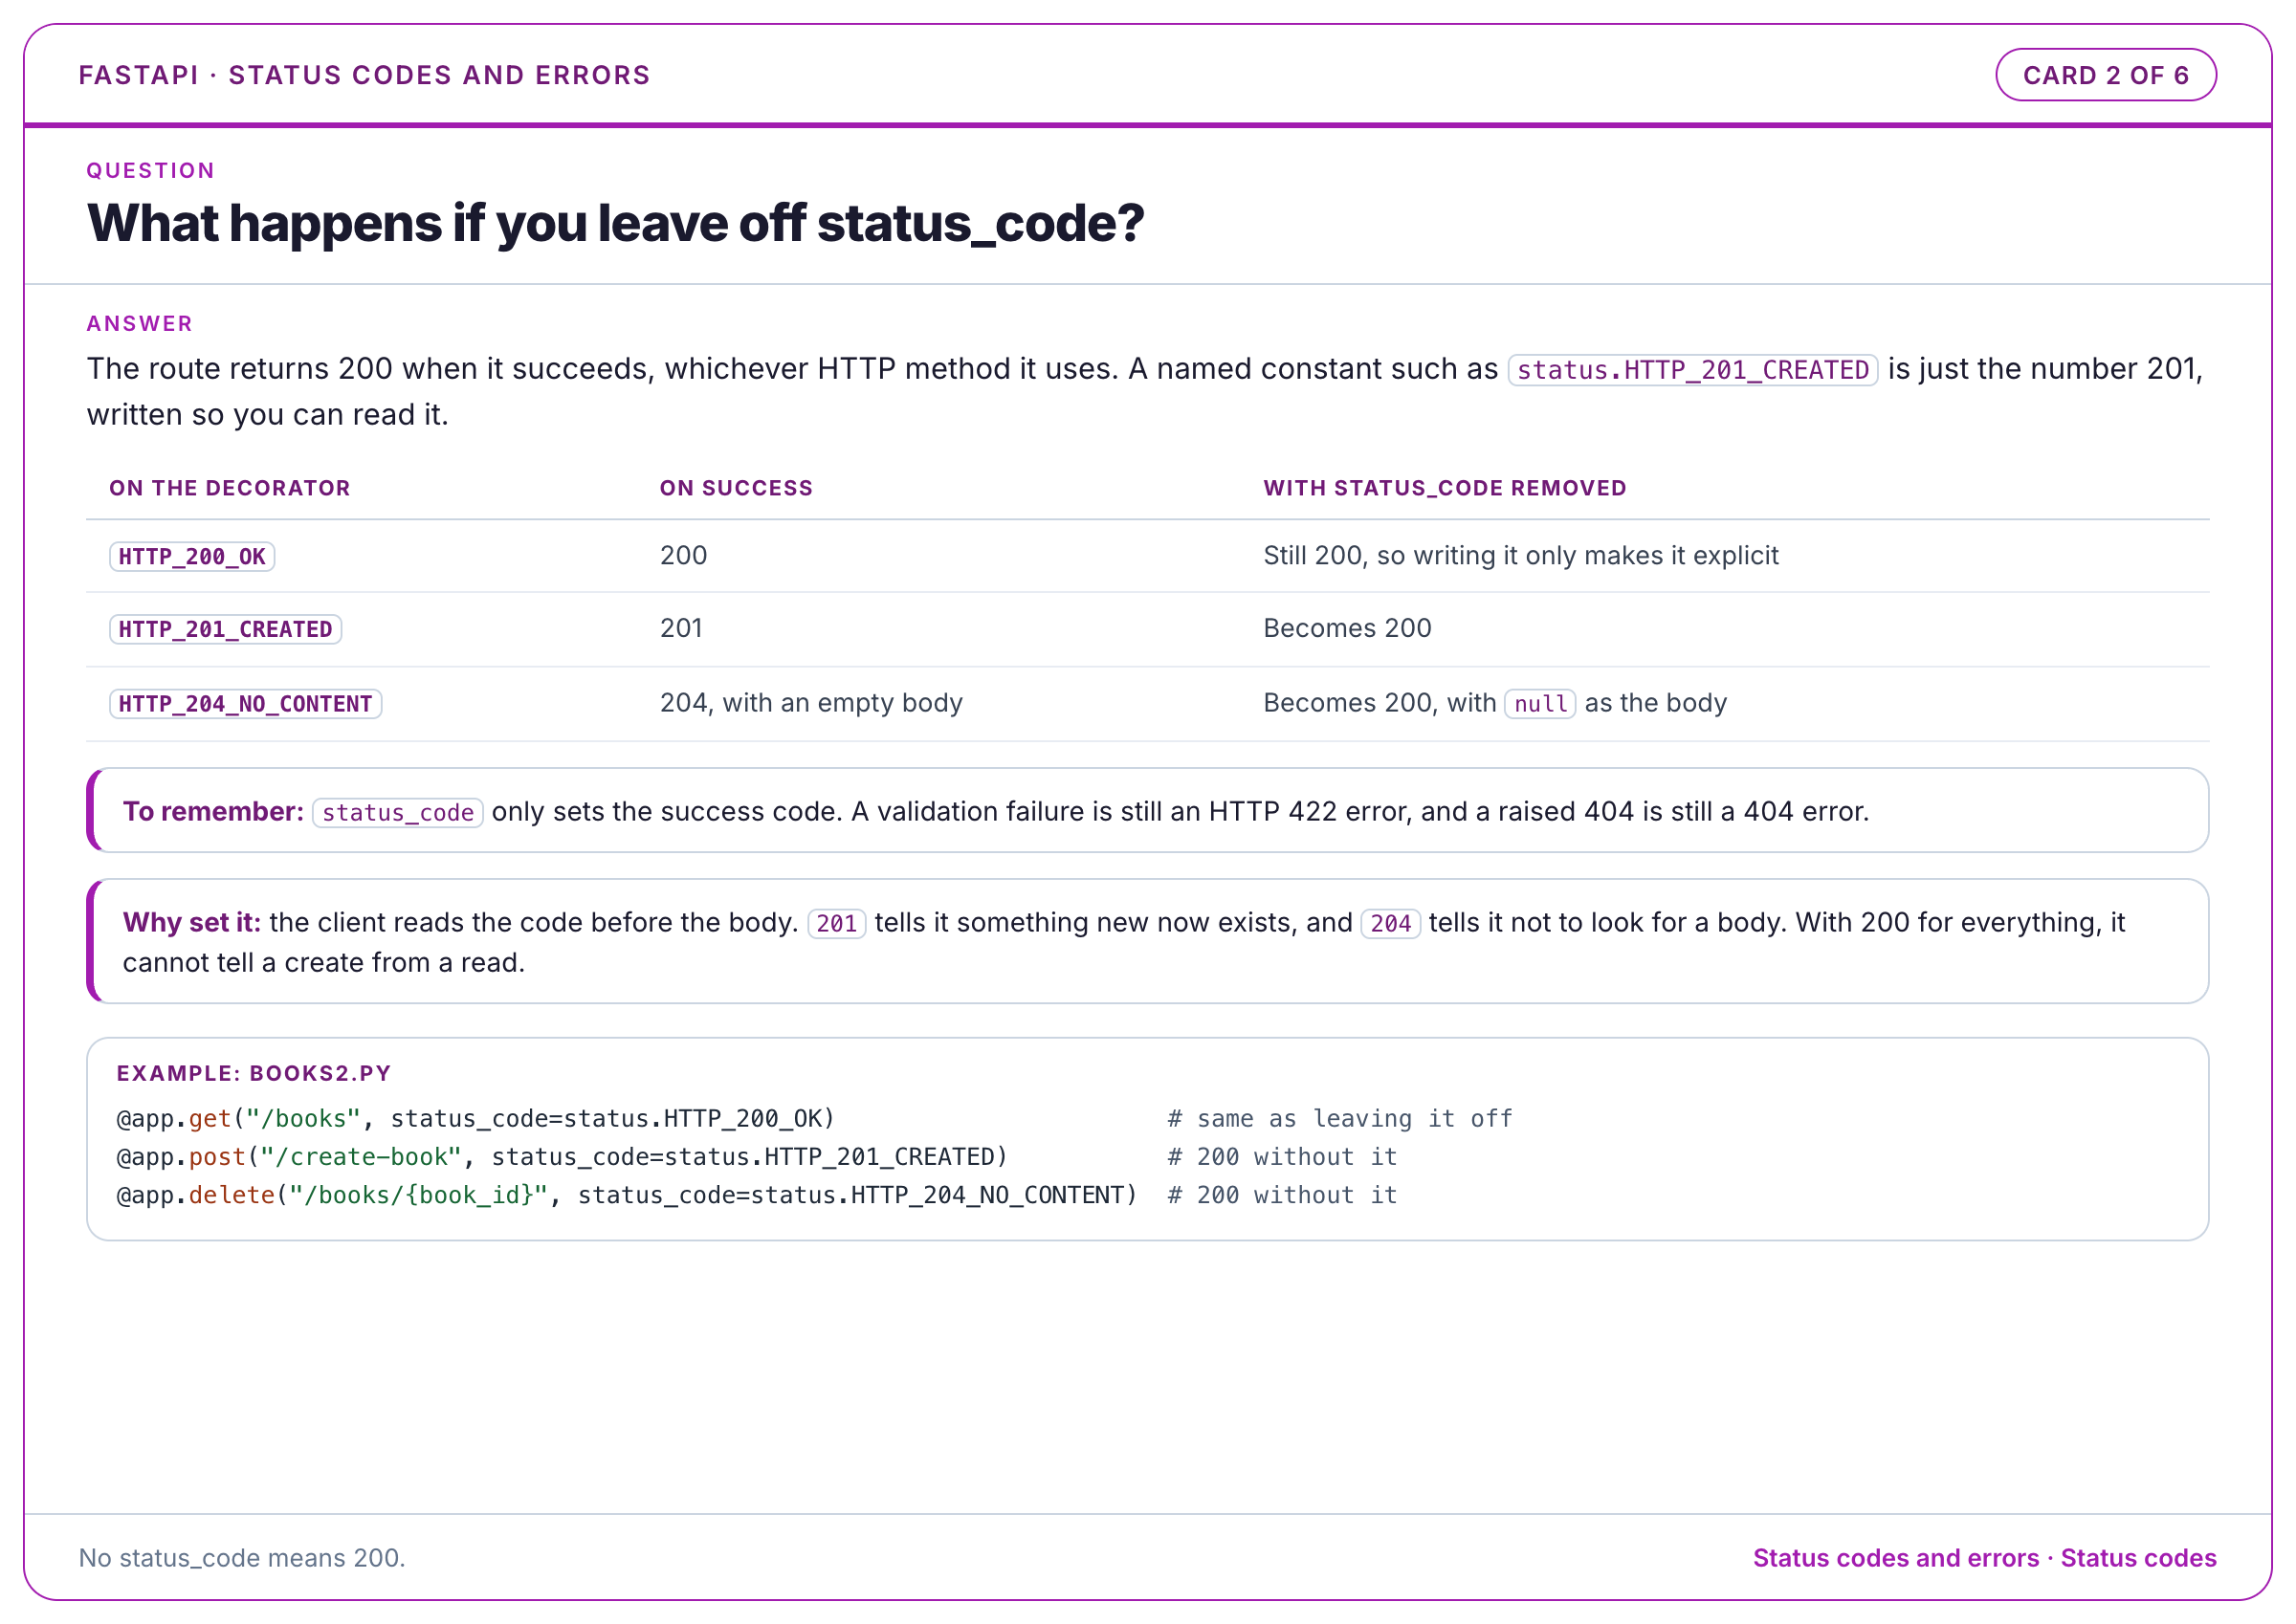 FASTAPI · STATUS CODES AND ERRORS
CARD 2 OF 6
QUESTION
What happens if you leave off status_code?
ANSWER
The route returns 200 when it succeeds, whichever HTTP method it uses. A named constant such as status.HTTP_201_CREATED is just the number 201,
written so you can read it.
ON THE DECORATOR ON SUCCESS WITH STATUS_CODE REMOVED
HTTP_200_OK 200 Still 200, so writing it only makes it explicit
HTTP_201_CREATED 201 Becomes 200
HTTP_204_NO_CONTENT 204, with an empty body Becomes 200, with null as the body
To remember: status_code only sets the success code. A validation failure is still an HTTP 422 error, and a raised 404 is still a 404 error.
Why set it: the client reads the code before the body. 201 tells it something new now exists, and 204 tells it not to look for a body. With 200 for everything, it
cannot tell a create from a read.
EXAMPLE: BOOKS2.PY
@app.get("/books", status_code=status.HTTP_200_OK) # same as leaving it off
@app.post("/create-book", status_code=status.HTTP_201_CREATED) # 200 without it
@app.delete("/books/{book_id}", status_code=status.HTTP_204_NO_CONTENT) # 200 without it
No status_code means 200.
Status codes and errors · Status codes